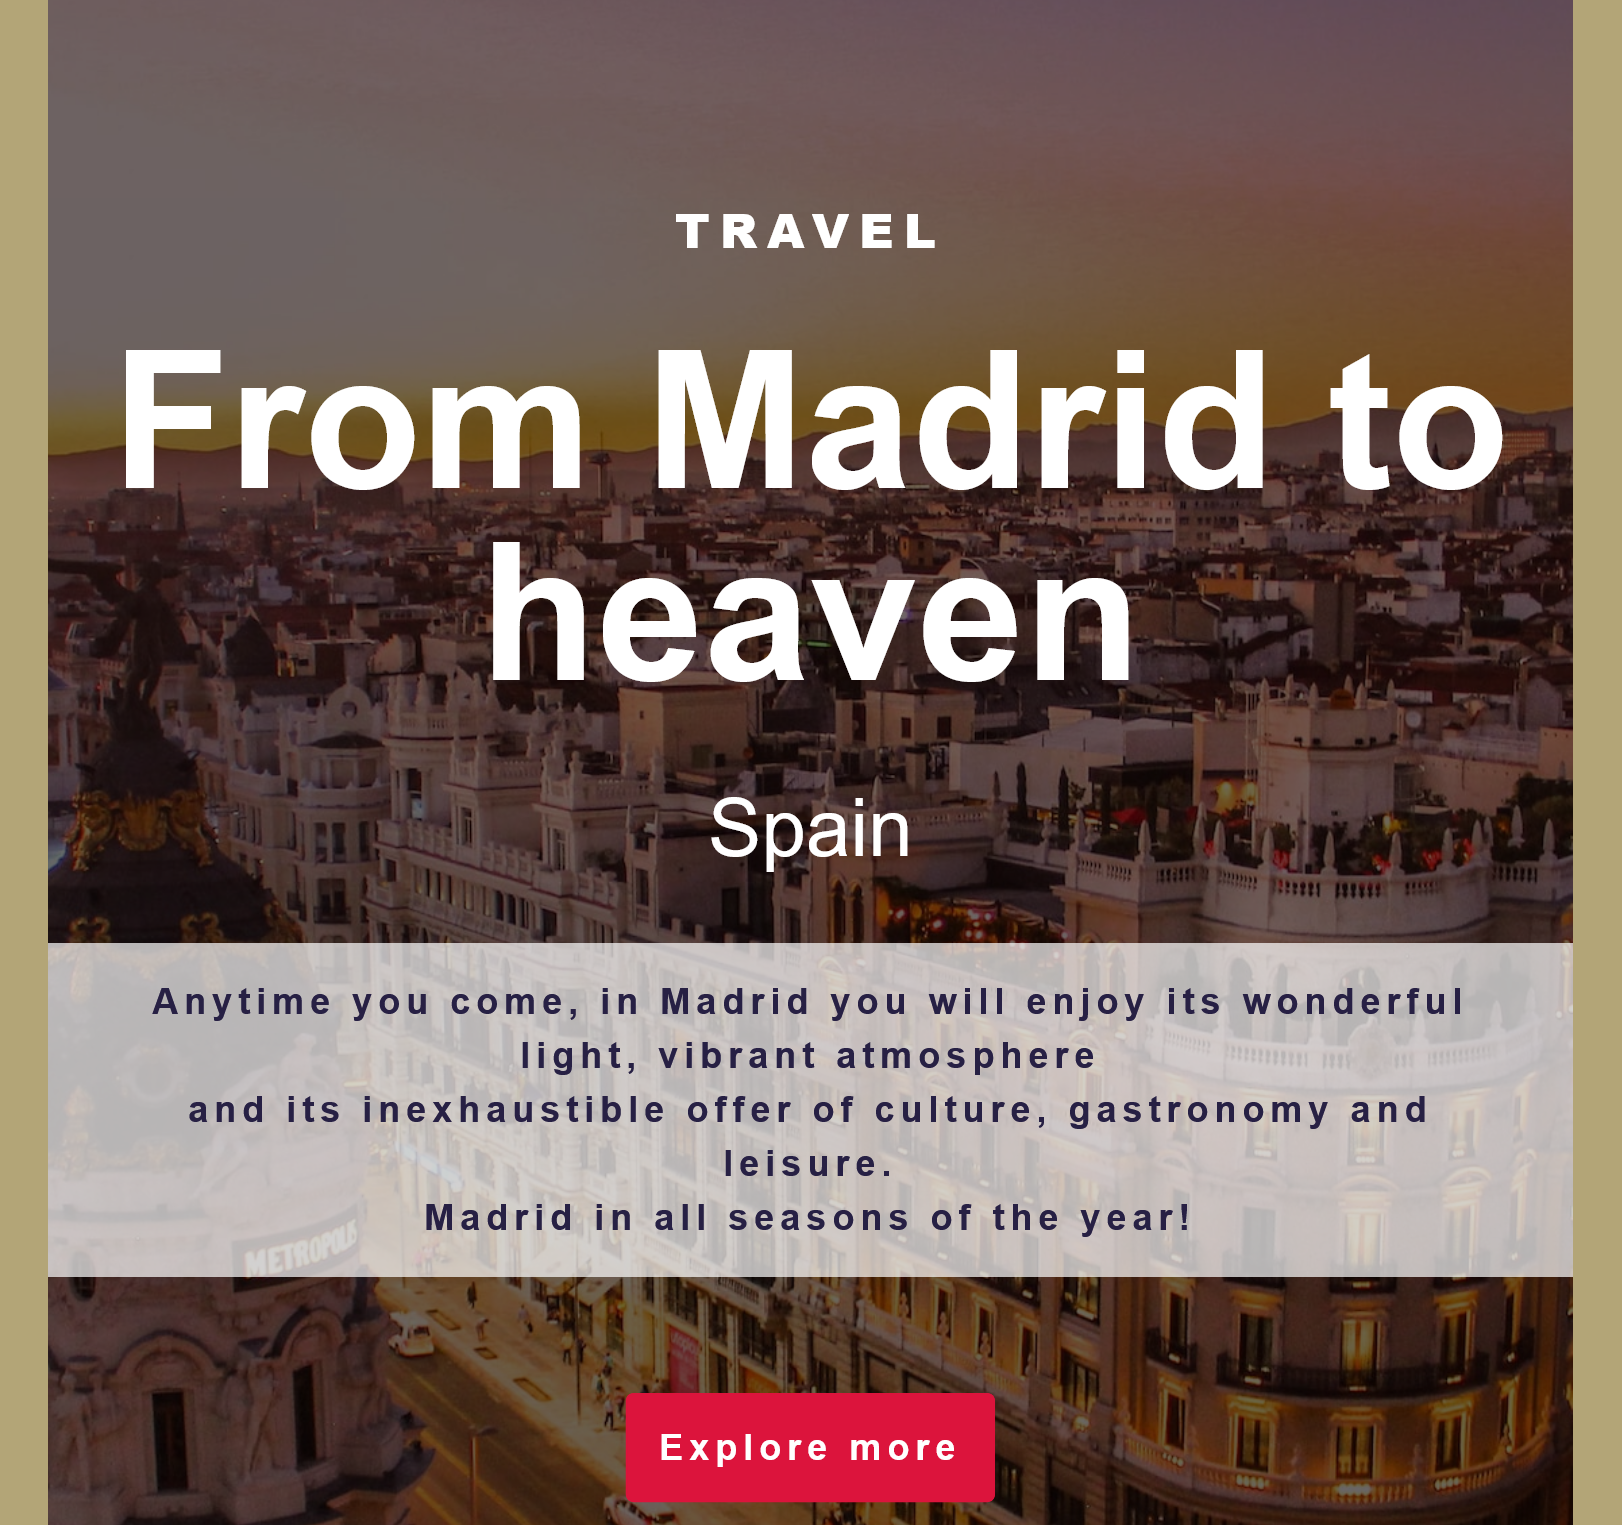 TRAVEL
From Madrid to
heaven
Spain
Anytime you come, in Madrid you will enjoy its wonderful
light, vibrant atmosphere
and its inexhaustible offer of culture, gastronomy and
leisure.
Madrid in all seasons of the year!
METROPOLIS
Explore more